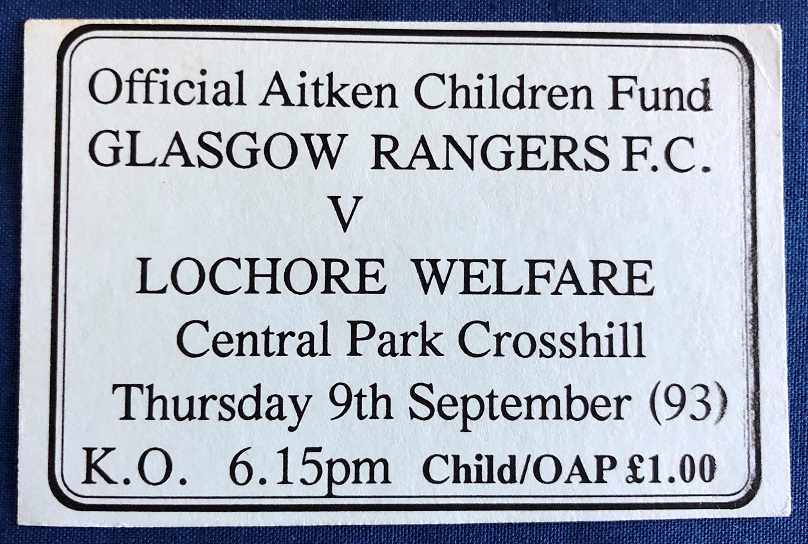 Official Aitken Children Fund
GLASGOW RANGERS F.C.
V
LOCHORE WELFARE
Central Park Crosshill
Thursday 9th September (93)
K.O. 6.15pm Child/OAP £1.00